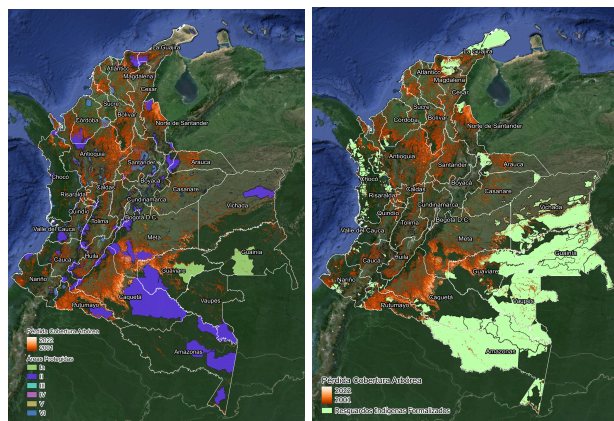 La Guajira
Atlántico
Magdalena
Cesar
Sucre
Bolívar
Córdoba
Norte de Santander
Antioquia
Santander
Arauca
Chocó
Boyacá
Caldas
Risaralda
Casanare
Cundinamarca
Vichada
Quindío
Bogotá D.C.
Tolima
Valle del Cauca
Meta
Guainía
Cauca
Huila
Guaviare
Nariño
Caquetá
Vaupés
Putumayo
Amazonas
Pérdida Cobertura Arbórea
2022
2001
Áreas Protegidas
Ia
II
III
IV
V
VI
La Guajira
Atlántico
Magdalena
Cesar
Sucre
Bolívar
Córdoba
Norte de Santander
Antioquia
Santander
Arauca
Chocó
Boyacá
Caldas
Risaralda
Casanare
Cundinamarca
Vichada
Quindío
Bogotá D.C.
Tolima
Valle del Cauca
Meta
Guainía
Cauca
Huila
Guaviare
Nariño
Caquetá
Vaupés
Putumayo
Amazonas
Pérdida Cobertura Arbórea
2022
2001
Resguardos Indígenas Formalizados